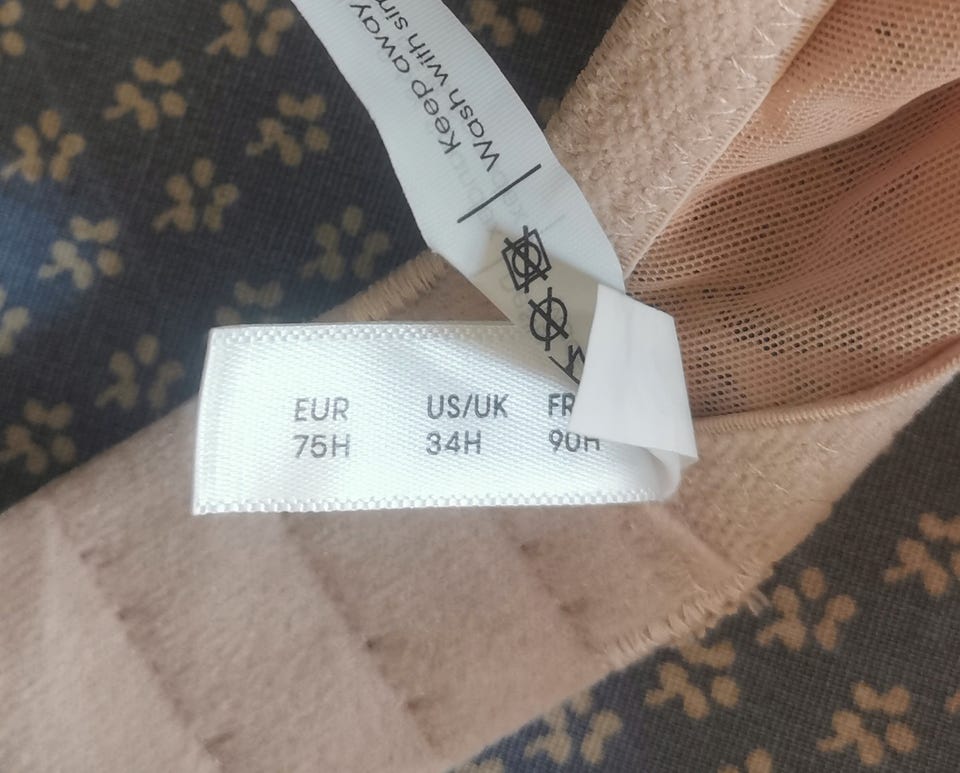 Keep away
Wash with
EUR US/UK FR
75H 34H 90H